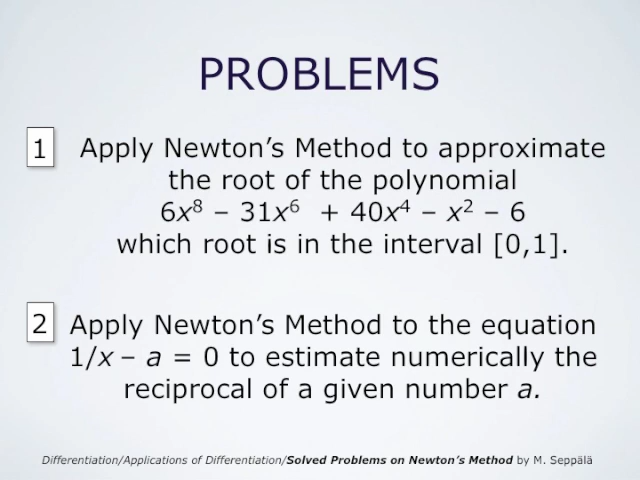 PROBLEMS
1 Apply Newton’s Method to approximate
the root of the polynomial
6x⁸ – 31x⁶ + 40x⁴ – x² – 6
which root is in the interval [0,1].
2 Apply Newton’s Method to the equation
1/x – a = 0 to estimate numerically the
reciprocal of a given number a.
Differentiation/Applications of Differentiation/Solved Problems on Newton’s Method by M. Seppälä